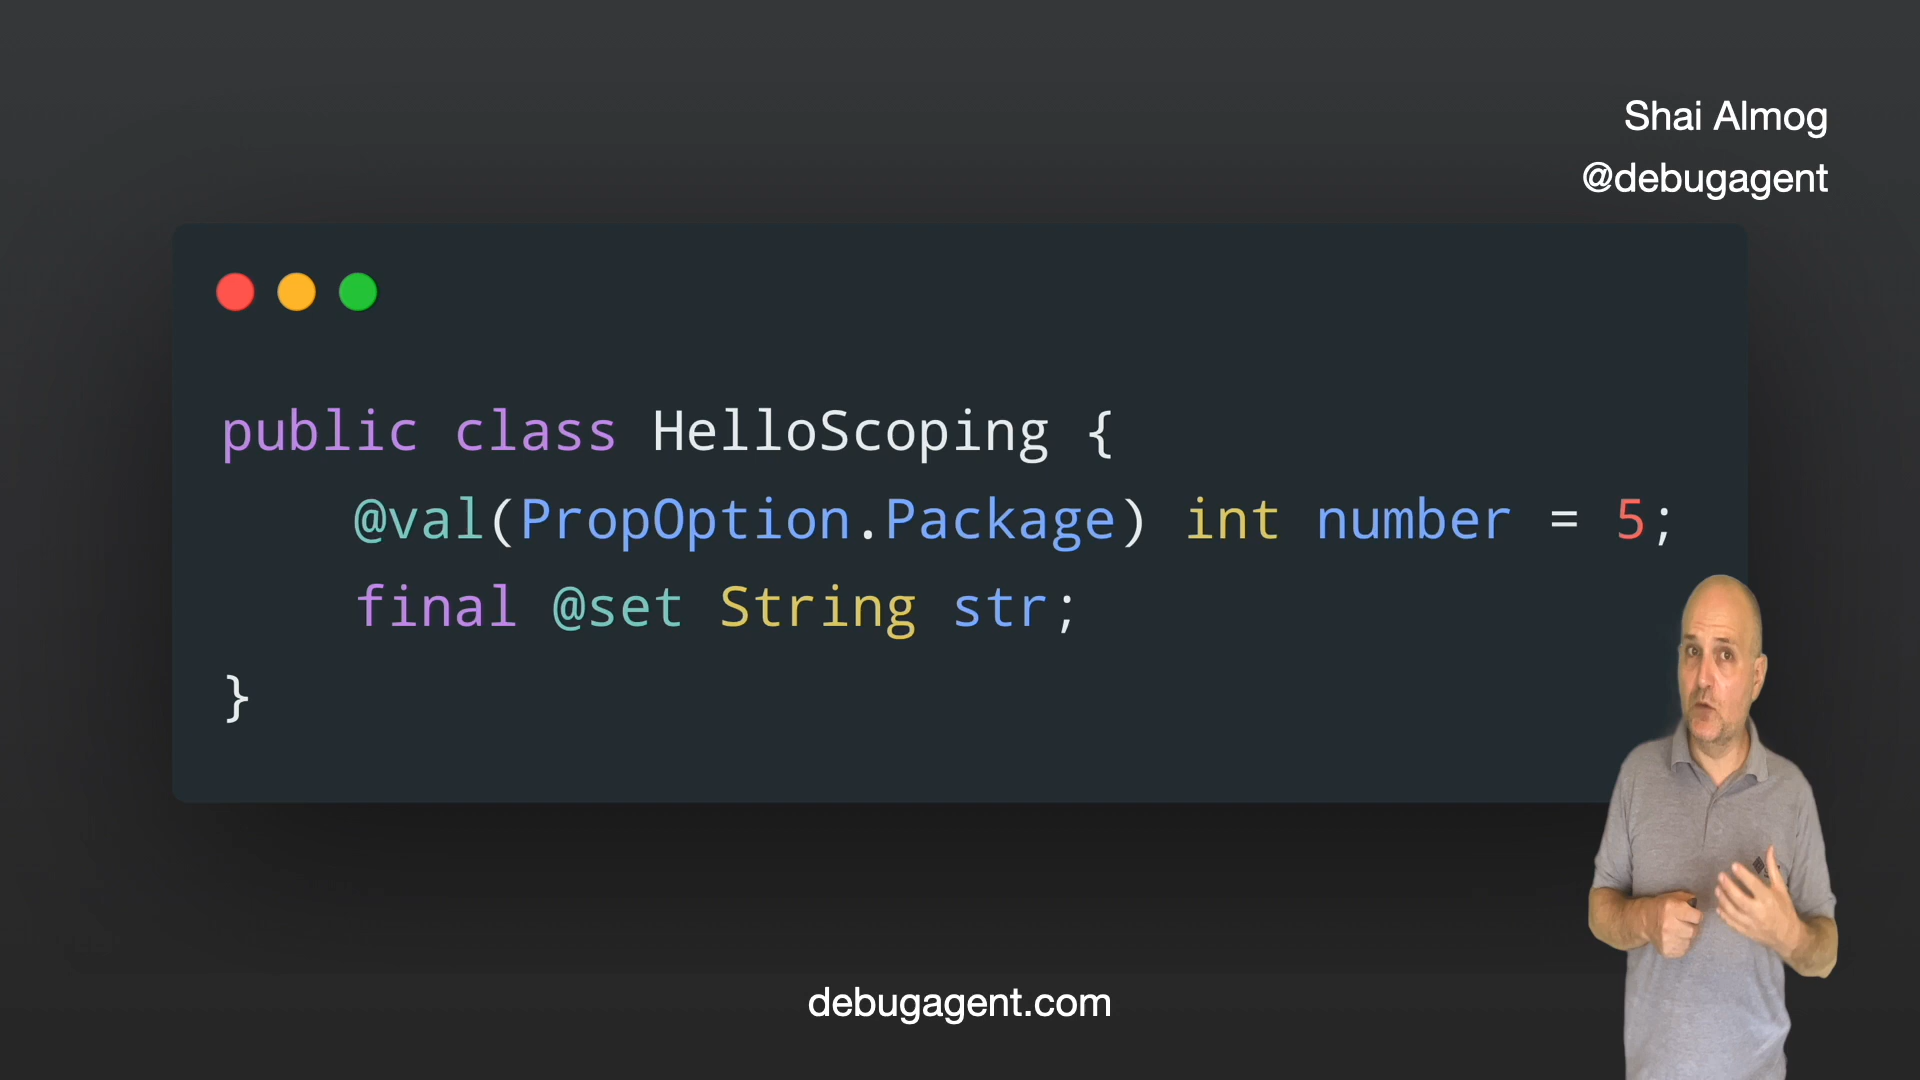 Shai Almog
@debugagent
public class HelloScoping {
    @val(PropOption.Package) int number = 5;
    final @set String str;
}
debugagent.com